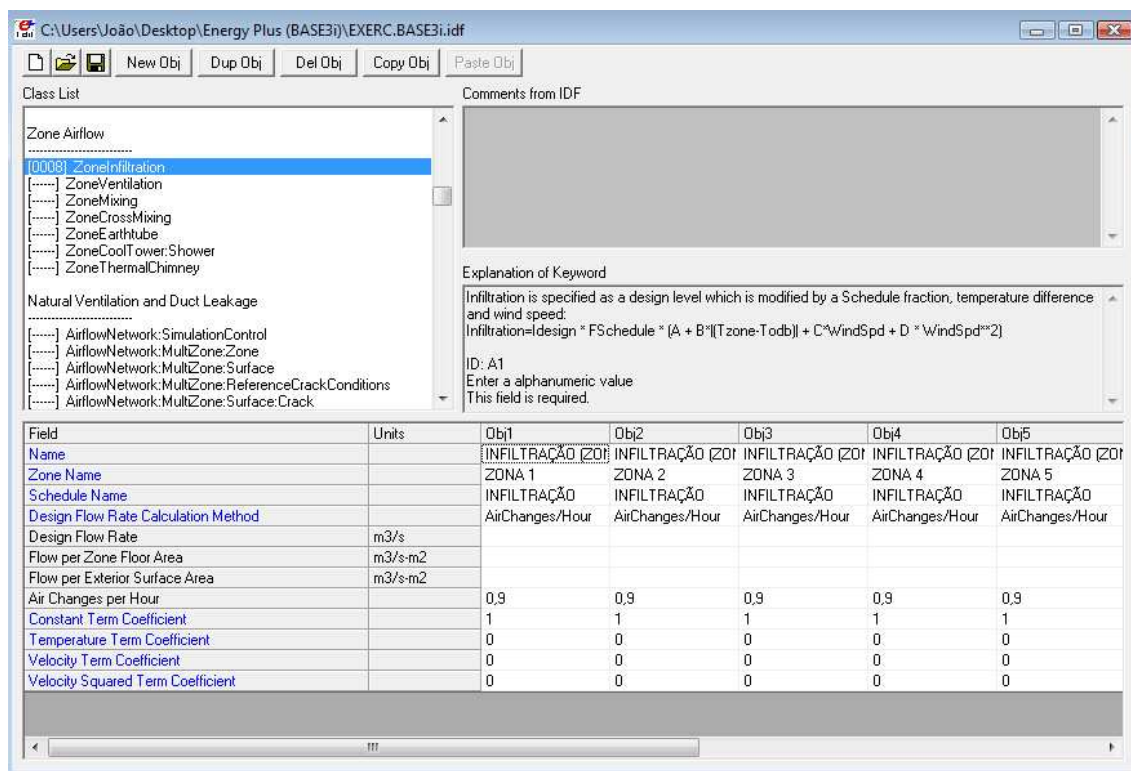 C:\Users\João\Desktop\Energy Plus (BASE3i)\EXERC.BASE3i.idf
New Obj Dup Obj Del Obj Copy Obj Paste Obj
Class List
Zone Airflow
--------------------------
[0008] ZoneInfiltration
[------] ZoneVentilation
[------] ZoneMixing
[------] ZoneCrossMixing
[------] ZoneEarthtube
[------] ZoneCoolTower:Shower
[------] ZoneThermalChimney
Natural Ventilation and Duct Leakage
--------------------------
[------] AirflowNetwork:SimulationControl
[------] AirflowNetwork:MultiZone:Zone
[------] AirflowNetwork:MultiZone:Surface
[------] AirflowNetwork:MultiZone:ReferenceCrackConditions
[------] AirflowNetwork:MultiZone:Surface:Crack
Comments from IDF
Explanation of Keyword
Infiltration is specified as a design level which is modified by a Schedule fraction, temperature difference
and wind speed:
Infiltration=Idesign * FSchedule * (A + B*|(Tzone-Todb)| + C*WindSpd + D * WindSpd**2)
ID: A1
Enter a alphanumeric value
This field is required.
Field Units Obj1 Obj2 Obj3 Obj4 Obj5
Name INFILTRAÇÃO (ZON INFILTRAÇÃO (ZON INFILTRAÇÃO (ZON INFILTRAÇÃO (ZON INFILTRAÇÃO (ZON
Zone Name ZONA 1 ZONA 2 ZONA 3 ZONA 4 ZONA 5
Schedule Name INFILTRAÇÃO INFILTRAÇÃO INFILTRAÇÃO INFILTRAÇÃO INFILTRAÇÃO
Design Flow Rate Calculation Method AirChanges/Hour AirChanges/Hour AirChanges/Hour AirChanges/Hour AirChanges/Hour
Design Flow Rate m3/s
Flow per Zone Floor Area m3/s-m2
Flow per Exterior Surface Area m3/s-m2
Air Changes per Hour 0,9 0,9 0,9 0,9 0,9
Constant Term Coefficient 1 1 1 1 1
Temperature Term Coefficient 0 0 0 0 0
Velocity Term Coefficient 0 0 0 0 0
Velocity Squared Term Coefficient 0 0 0 0 0